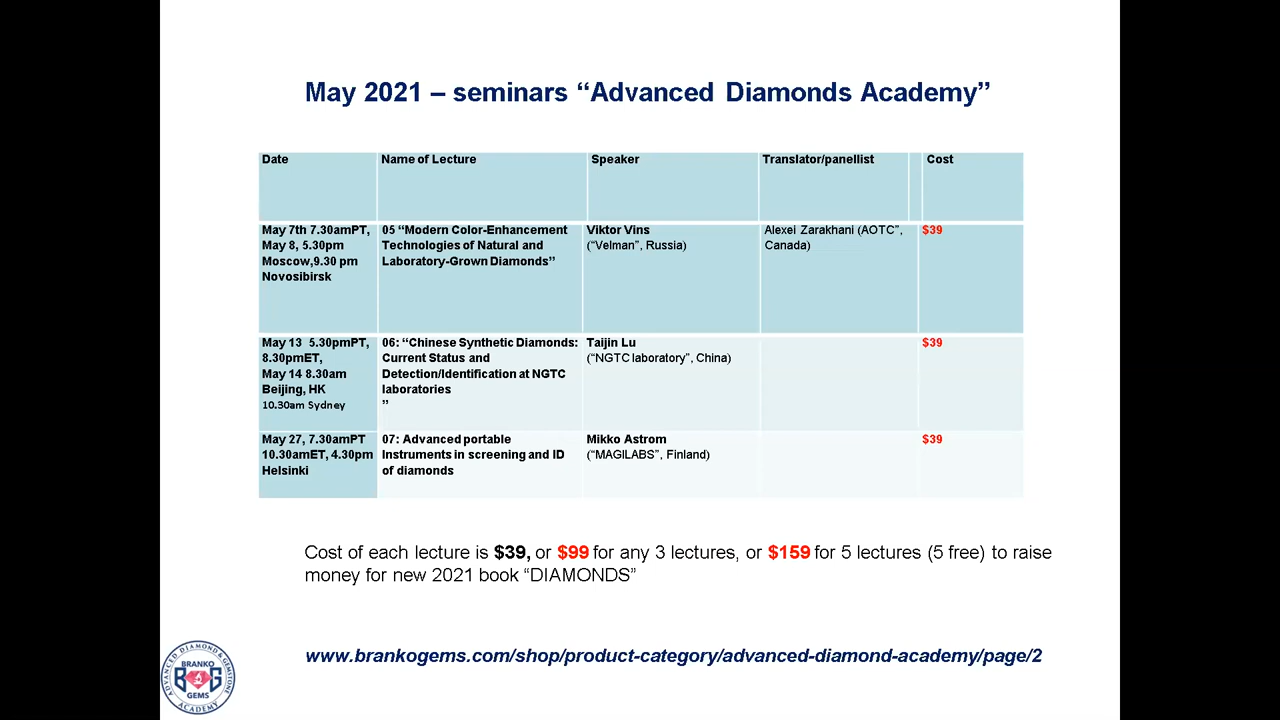 May 2021 – seminars “Advanced Diamonds Academy”
Date
Name of Lecture
Speaker
Translator/panellist
Cost
May 7th 7.30amPT,
May 8, 5.30pm
Moscow,9.30 pm
Novosibirsk
05 “Modern Color-Enhancement
Technologies of Natural and
Laboratory-Grown Diamonds”
Viktor Vins
(“Velman”, Russia)
Alexei Zarakhani (AOTC”,
Canada)
$39
May 13 5.30pmPT,
8.30pmET,
May 14 8.30am
Beijing, HK
10.30am Sydney
06: “Chinese Synthetic Diamonds:
Current Status and
Detection/Identification at NGTC
laboratories
”
Taijin Lu
(“NGTC laboratory”, China)
$39
May 27, 7.30amPT
10.30amET, 4.30pm
Helsinki
07: Advanced portable
Instruments in screening and ID
of diamonds
Mikko Astrom
(“MAGILABS”, Finland)
$39
Cost of each lecture is $39, or $99 for any 3 lectures, or $159 for 5 lectures (5 free) to raise
money for new 2021 book “DIAMONDS”
www.brankogems.com/shop/product-category/advanced-diamond-academy/page/2
ADVANCED DIAMOND & GEMSTONE
BRANKO
BG
GEMS
ACADEMY